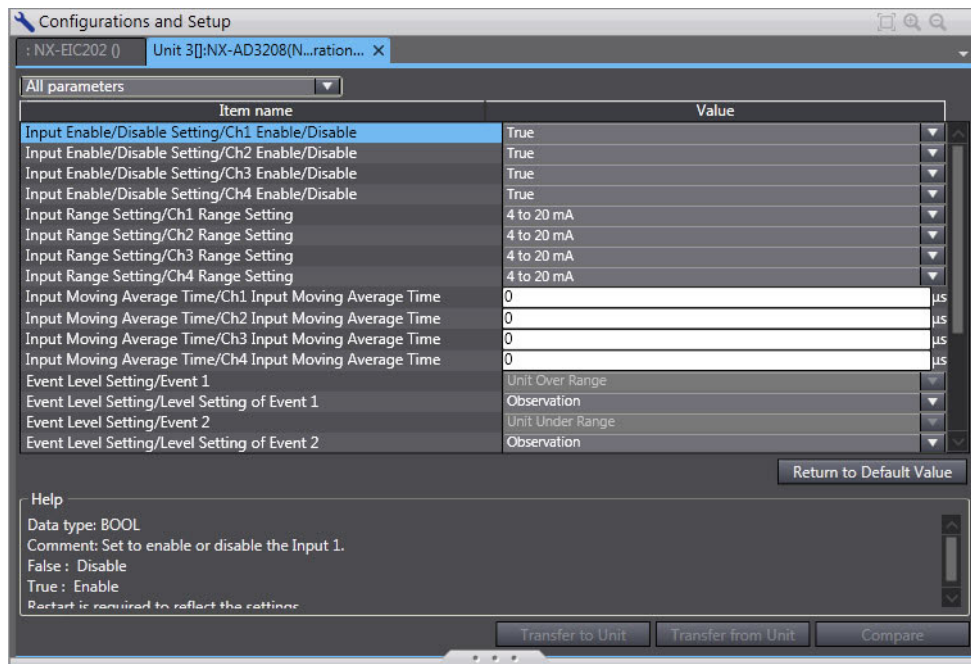 Configurations and Setup
: NX-EIC202 () Unit 3[]:NX-AD3208(N...ration... X
All parameters
Item name Value
Input Enable/Disable Setting/Ch1 Enable/Disable True
Input Enable/Disable Setting/Ch2 Enable/Disable True
Input Enable/Disable Setting/Ch3 Enable/Disable True
Input Enable/Disable Setting/Ch4 Enable/Disable True
Input Range Setting/Ch1 Range Setting 4 to 20 mA
Input Range Setting/Ch2 Range Setting 4 to 20 mA
Input Range Setting/Ch3 Range Setting 4 to 20 mA
Input Range Setting/Ch4 Range Setting 4 to 20 mA
Input Moving Average Time/Ch1 Input Moving Average Time 0 µs
Input Moving Average Time/Ch2 Input Moving Average Time 0 µs
Input Moving Average Time/Ch3 Input Moving Average Time 0 µs
Input Moving Average Time/Ch4 Input Moving Average Time 0 µs
Event Level Setting/Event 1 Unit Over Range
Event Level Setting/Level Setting of Event 1 Observation
Event Level Setting/Event 2 Unit Under Range
Event Level Setting/Level Setting of Event 2 Observation
Return to Default Value
Help
Data type: BOOL
Comment: Set to enable or disable the Input 1.
False : Disable
True : Enable
Restart is required to reflect the settings
Transfer to Unit Transfer from Unit Compare